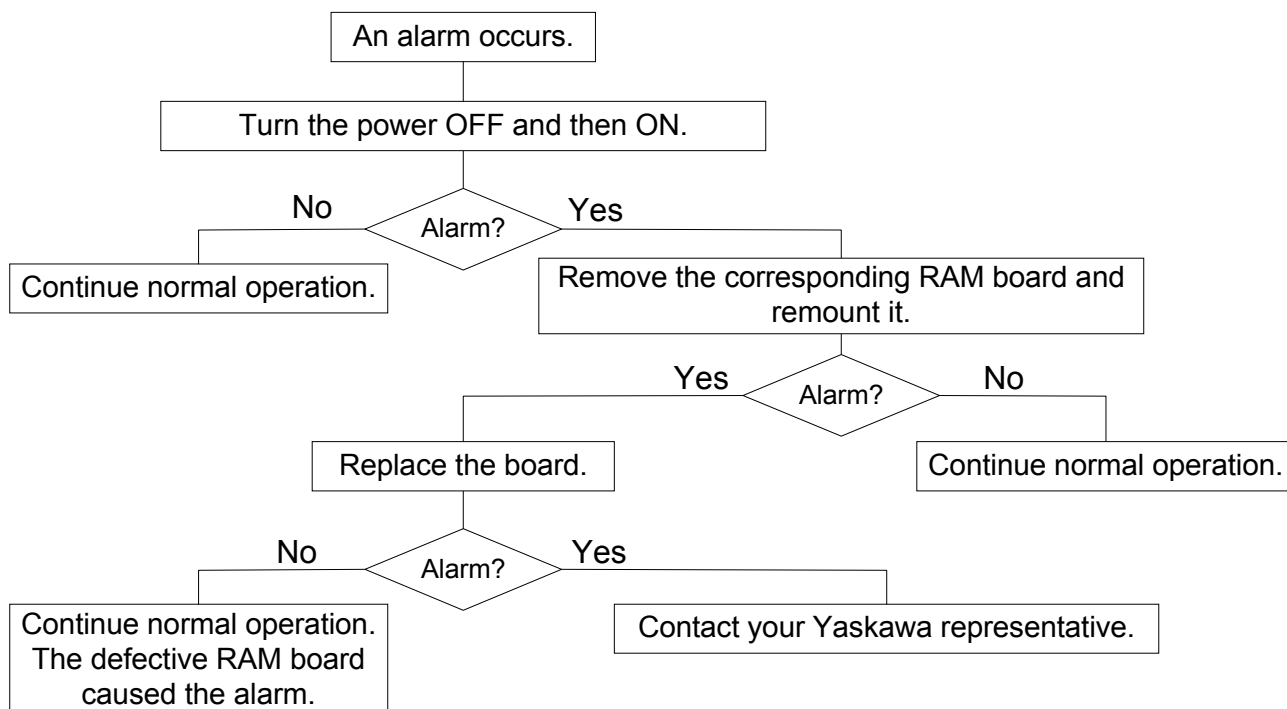 An alarm occurs.
Turn the power OFF and then ON.
No
Alarm?
Yes
Continue normal operation.
Remove the corresponding RAM board and
remount it.
Yes
Alarm?
No
Replace the board.
Continue normal operation.
No
Alarm?
Yes
Continue normal operation.
The defective RAM board
caused the alarm.
Contact your Yaskawa representative.